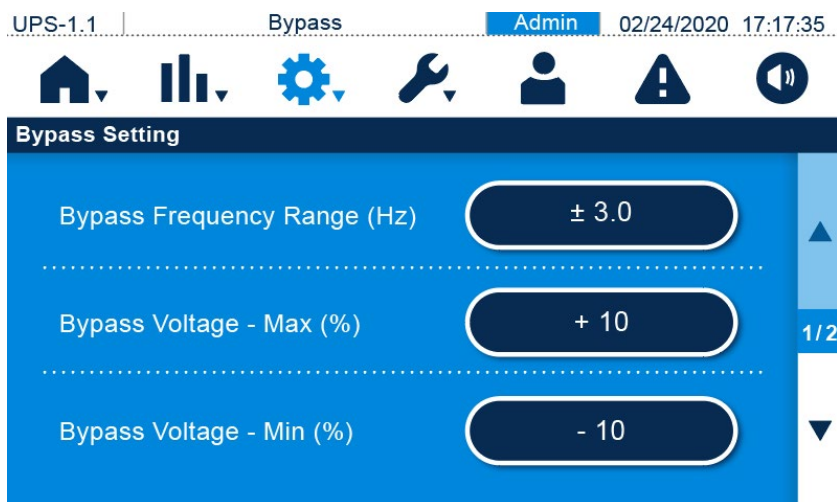 UPS-1.1 Bypass Admin 02/24/2020 17:17:35
Bypass Setting
Bypass Frequency Range (Hz) ± 3.0
Bypass Voltage - Max (%) + 10
1/2
Bypass Voltage - Min (%) - 10